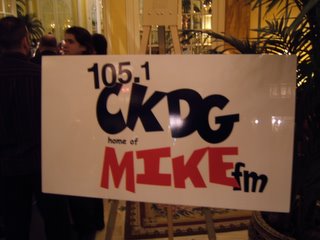 105.1
CKDG
home of
MIKE fm